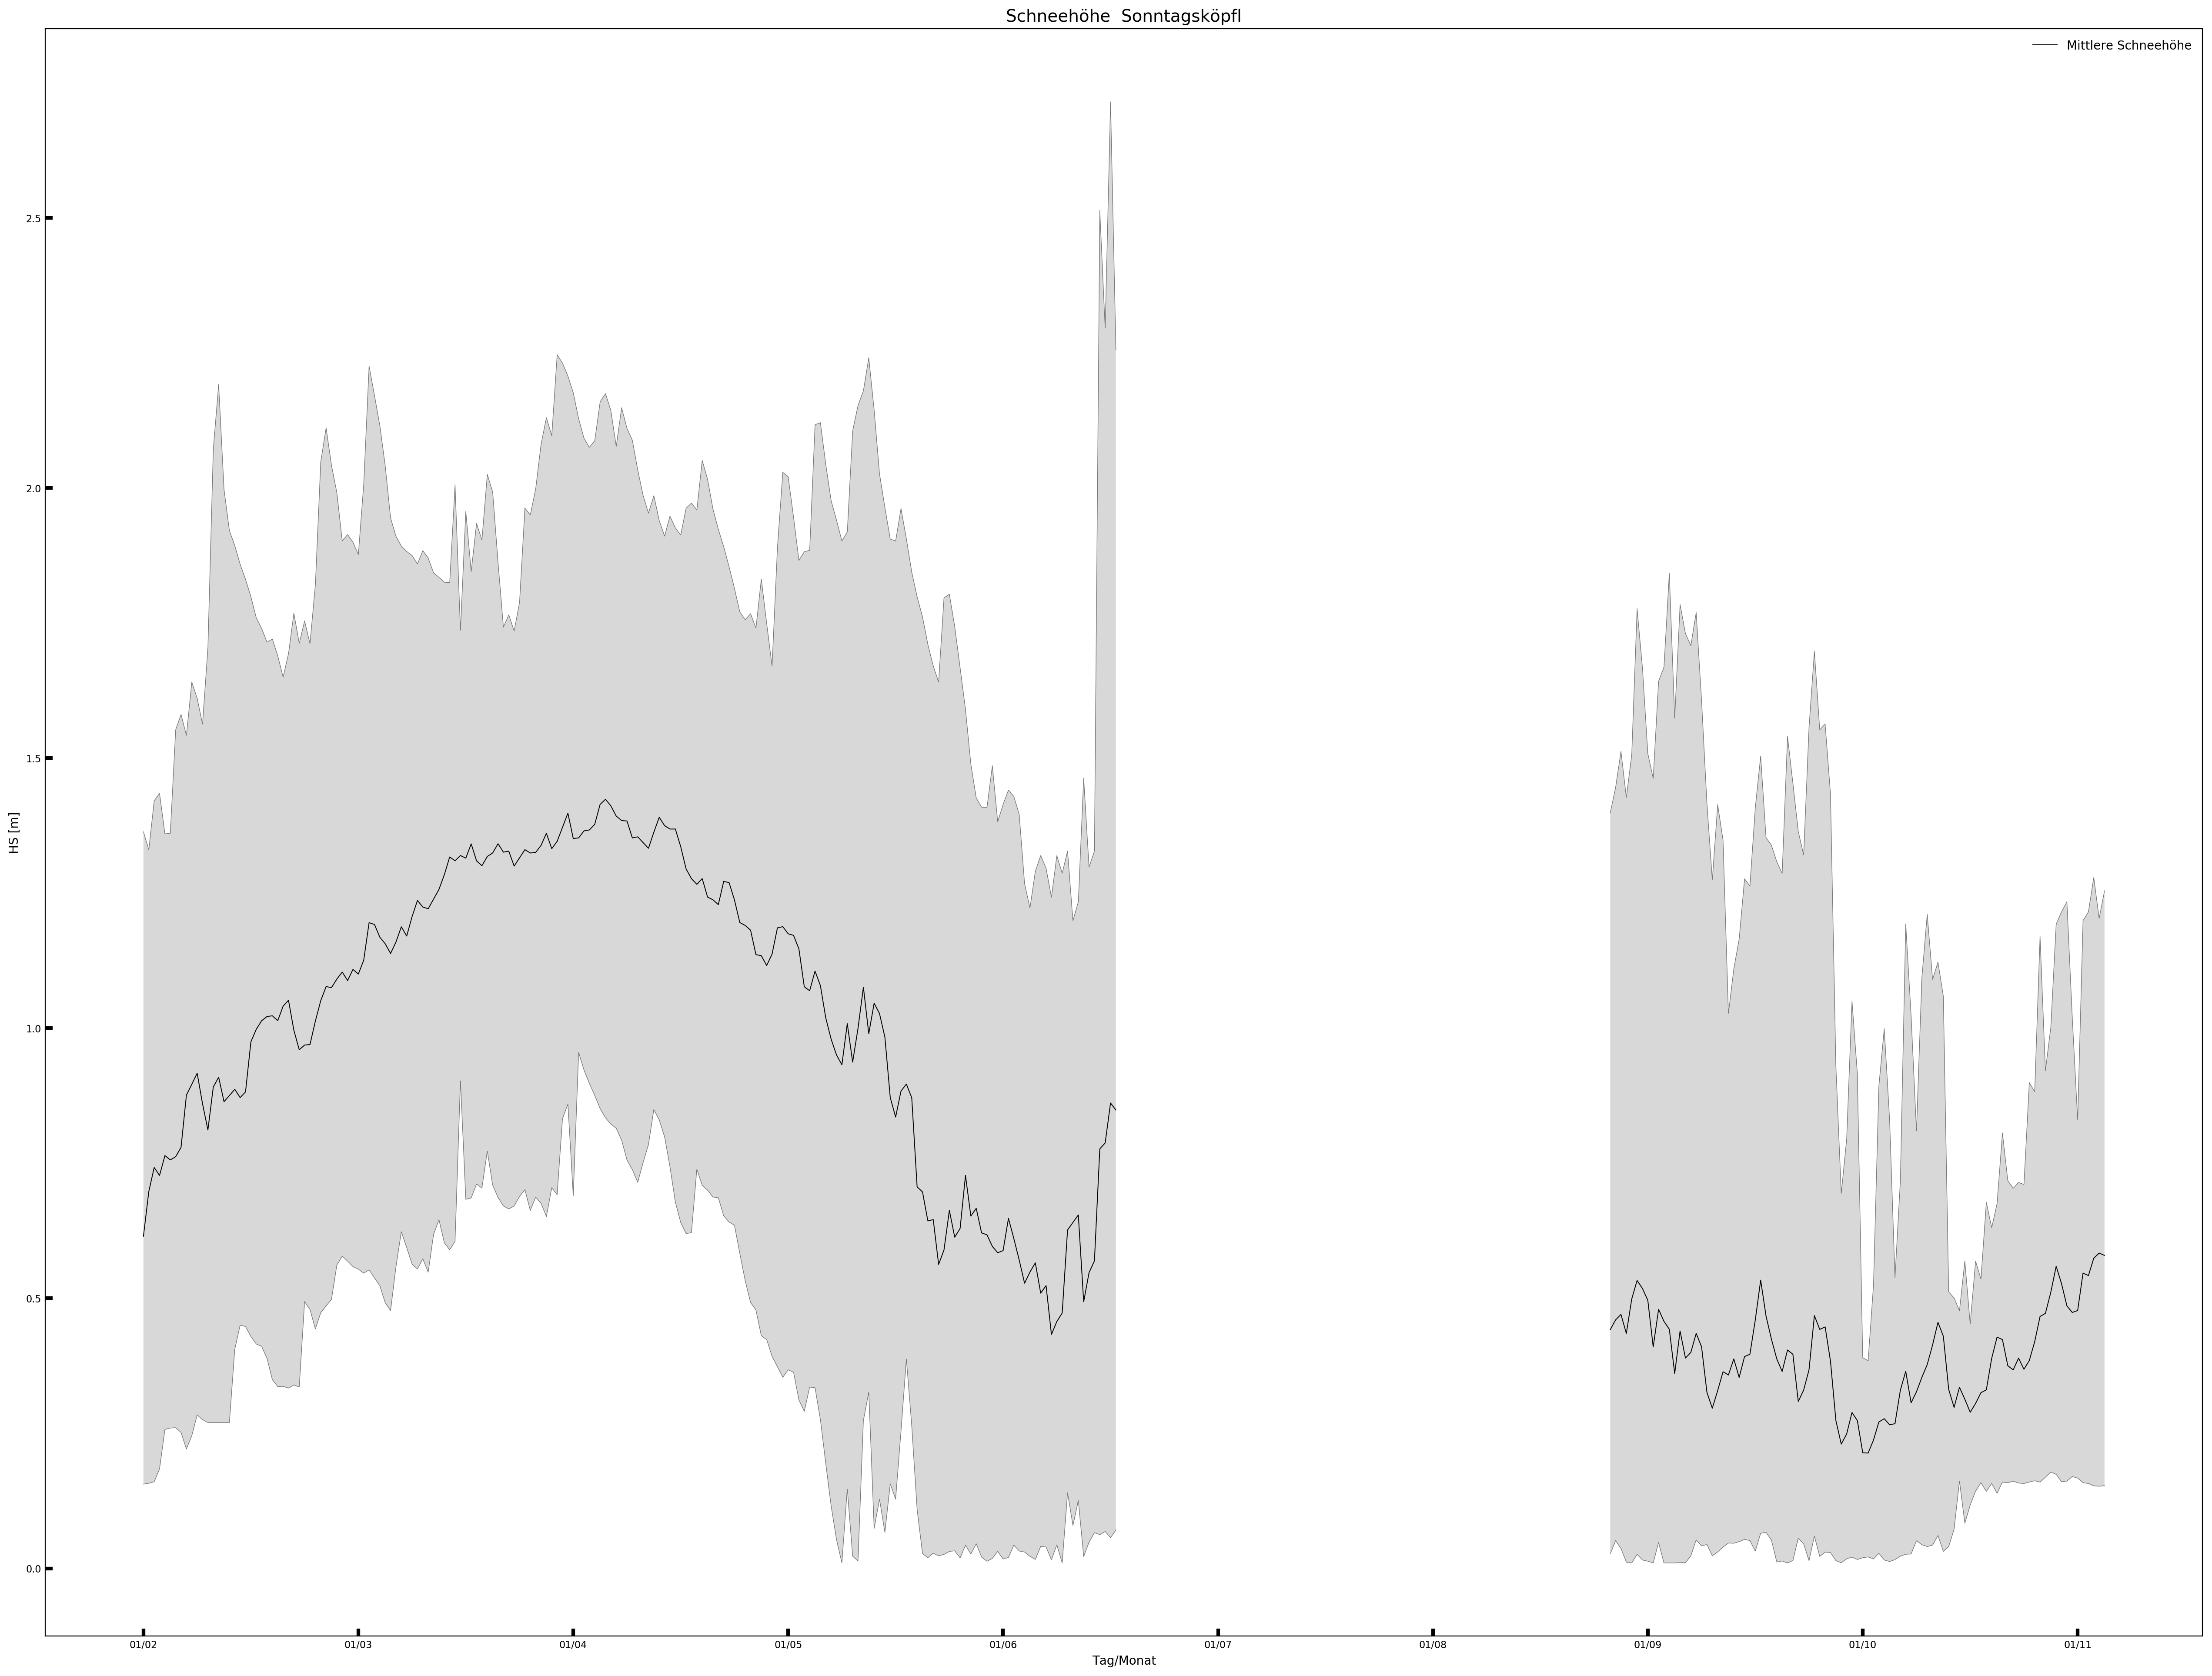 Schneehöhe  Sonntagsköpfl
Mittlere Schneehöhe
2.5
2.0
1.5
HS [m]
1.0
0.5
0.0
01/02 01/03 01/04 01/05 01/06 01/07 01/08 01/09 01/10 01/11
Tag/Monat